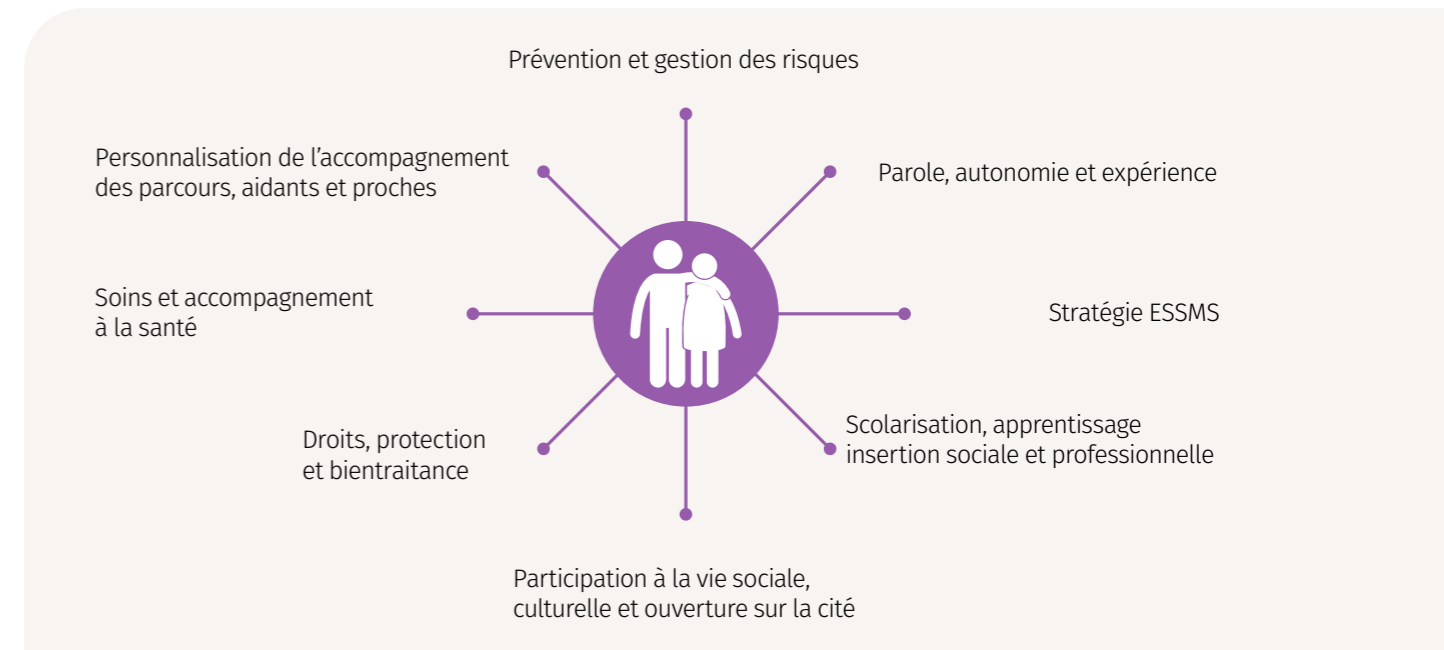 Prévention et gestion des risques
Personnalisation de l’accompagnement
des parcours, aidants et proches
Parole, autonomie et expérience
Soins et accompagnement
à la santé
Stratégie ESSMS
Droits, protection
et bientraitance
Scolarisation, apprentissage
insertion sociale et professionnelle
Participation à la vie sociale,
culturelle et ouverture sur la cité